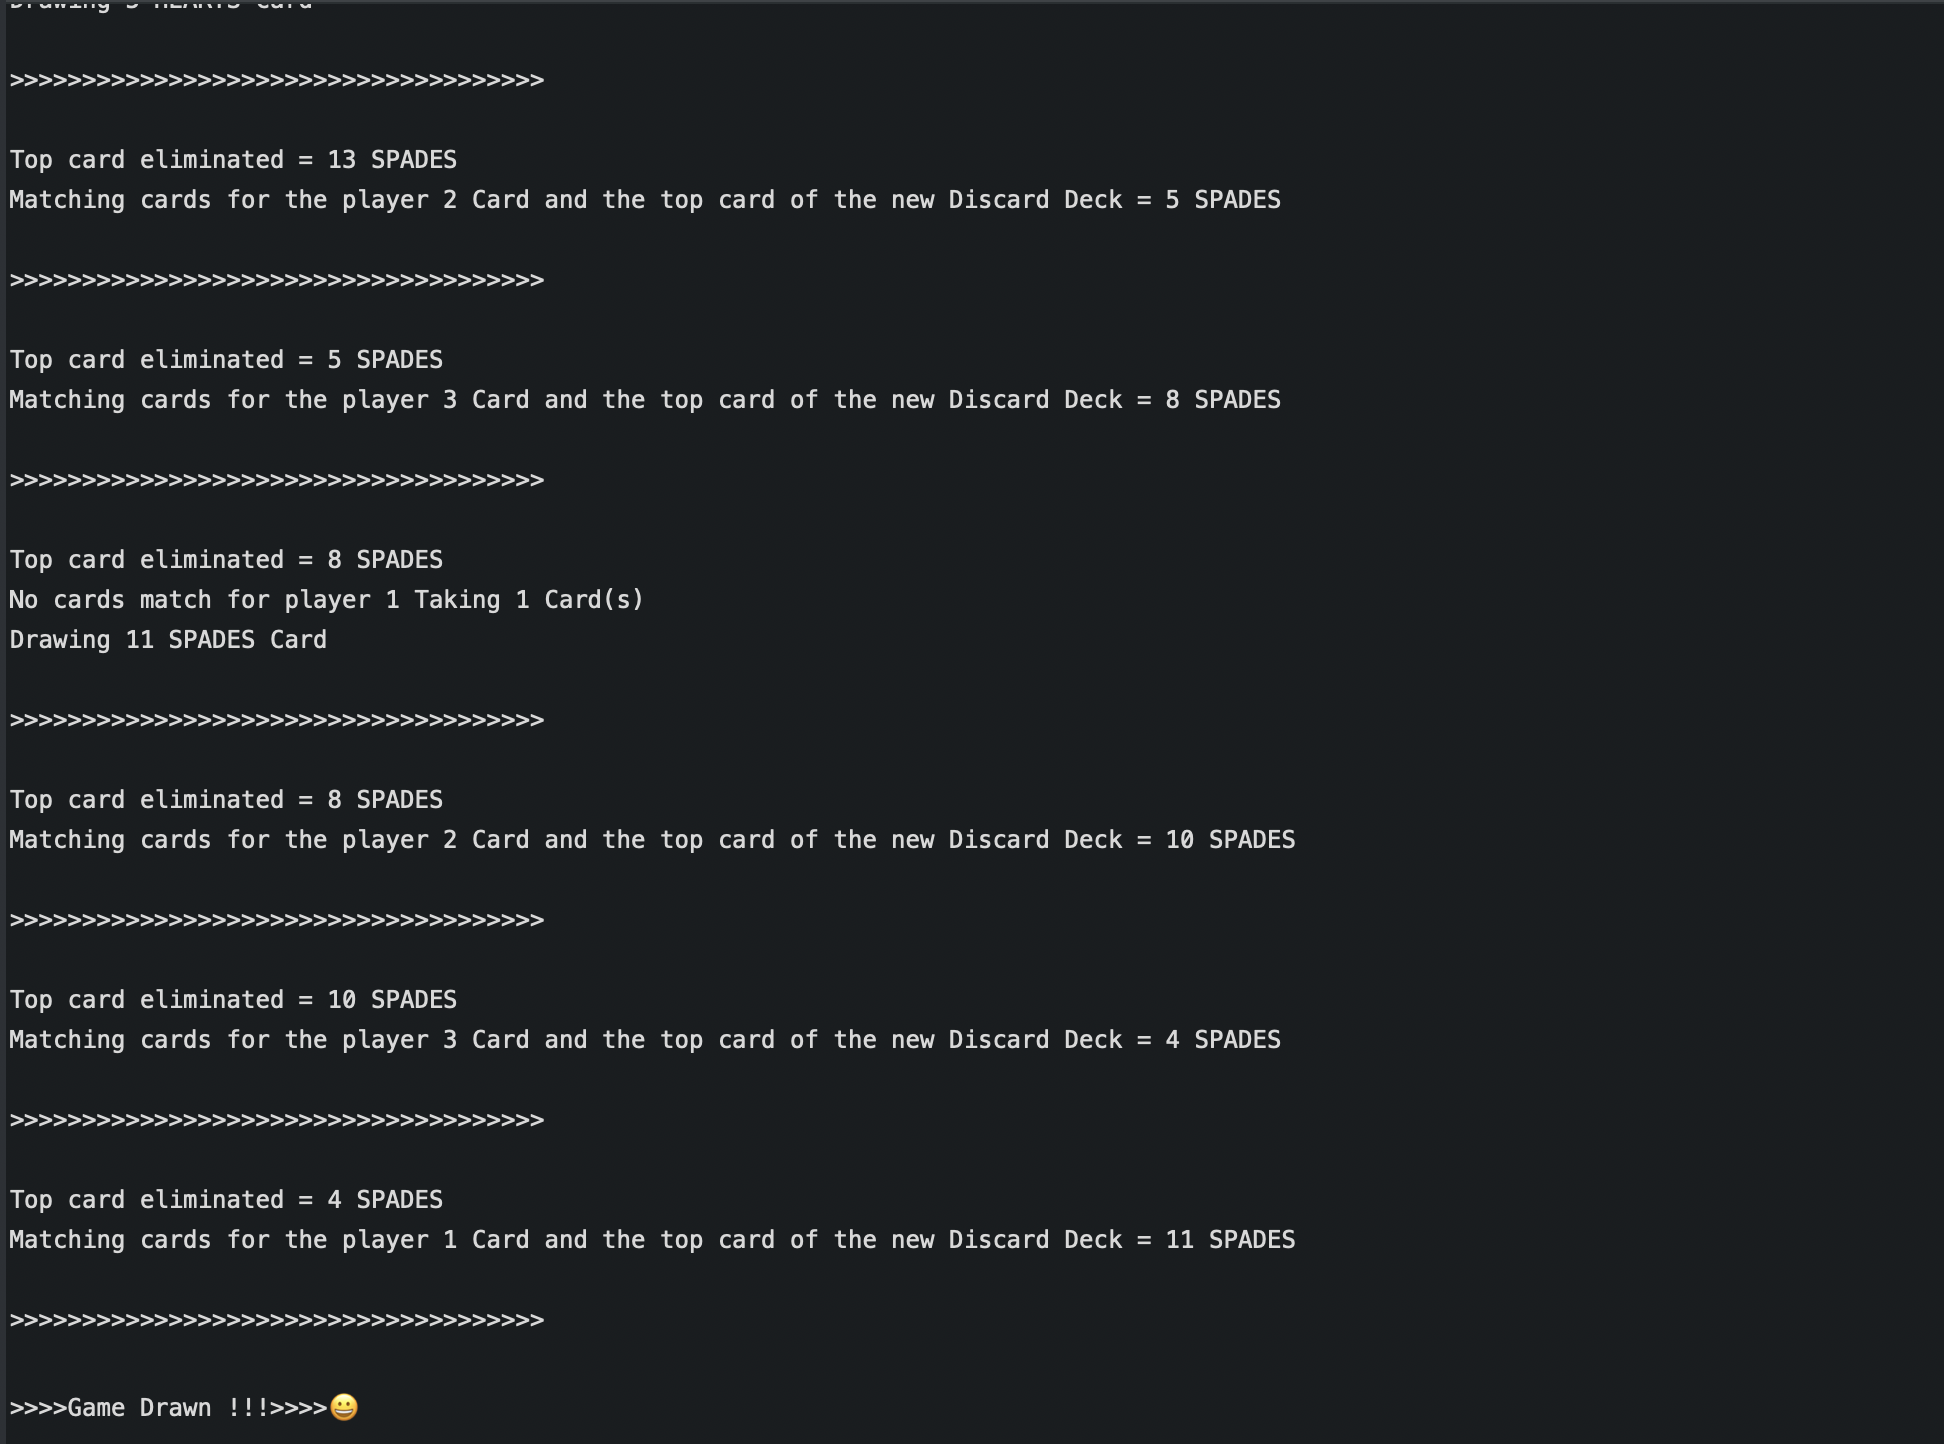 Drawing HEARTS Card
>>>>>>>>>>>>>>>>>>>>>>>>>>>>>>>>>>>>>
Top card eliminated = 13 SPADES
Matching cards for the player 2 Card and the top card of the new Discard Deck = 5 SPADES
>>>>>>>>>>>>>>>>>>>>>>>>>>>>>>>>>>>>>
Top card eliminated = 5 SPADES
Matching cards for the player 3 Card and the top card of the new Discard Deck = 8 SPADES
>>>>>>>>>>>>>>>>>>>>>>>>>>>>>>>>>>>>>
Top card eliminated = 8 SPADES
No cards match for player 1 Taking 1 Card(s)
Drawing 11 SPADES Card
>>>>>>>>>>>>>>>>>>>>>>>>>>>>>>>>>>>>>
Top card eliminated = 8 SPADES
Matching cards for the player 2 Card and the top card of the new Discard Deck = 10 SPADES
>>>>>>>>>>>>>>>>>>>>>>>>>>>>>>>>>>>>>
Top card eliminated = 10 SPADES
Matching cards for the player 3 Card and the top card of the new Discard Deck = 4 SPADES
>>>>>>>>>>>>>>>>>>>>>>>>>>>>>>>>>>>>>
Top card eliminated = 4 SPADES
Matching cards for the player 1 Card and the top card of the new Discard Deck = 11 SPADES
>>>>>>>>>>>>>>>>>>>>>>>>>>>>>>>>>>>>>
>>>>Game Drawn !!!>>>>😀